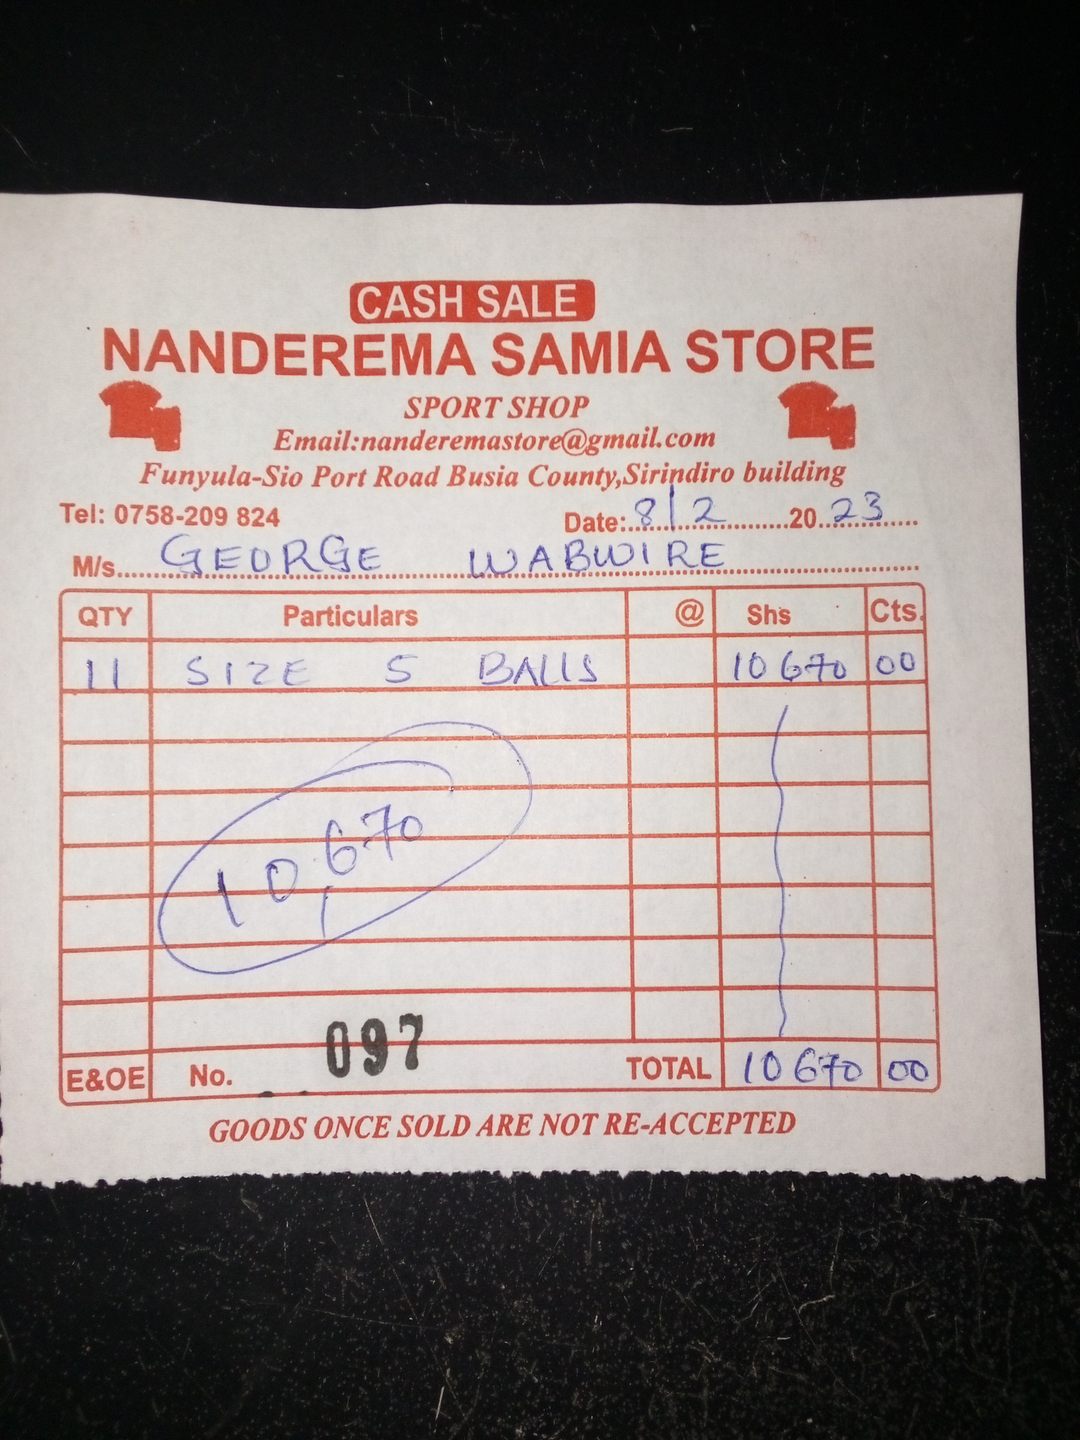 CASH SALE
NANDEREMA SAMIA STORE
SPORT SHOP
Email:nanderemastore@gmail.com
Funyula-Sio Port Road Busia County,Sirindiro building
Tel: 0758-209 824 Date:..8/2..20..23..
M/s...GEORGE WABWIRE...
QTY Particulars @ Shs Cts.
11 SIZE 5 BALLS 10670 00
10,670
E&OE No. 097 TOTAL 10670 00
GOODS ONCE SOLD ARE NOT RE-ACCEPTED